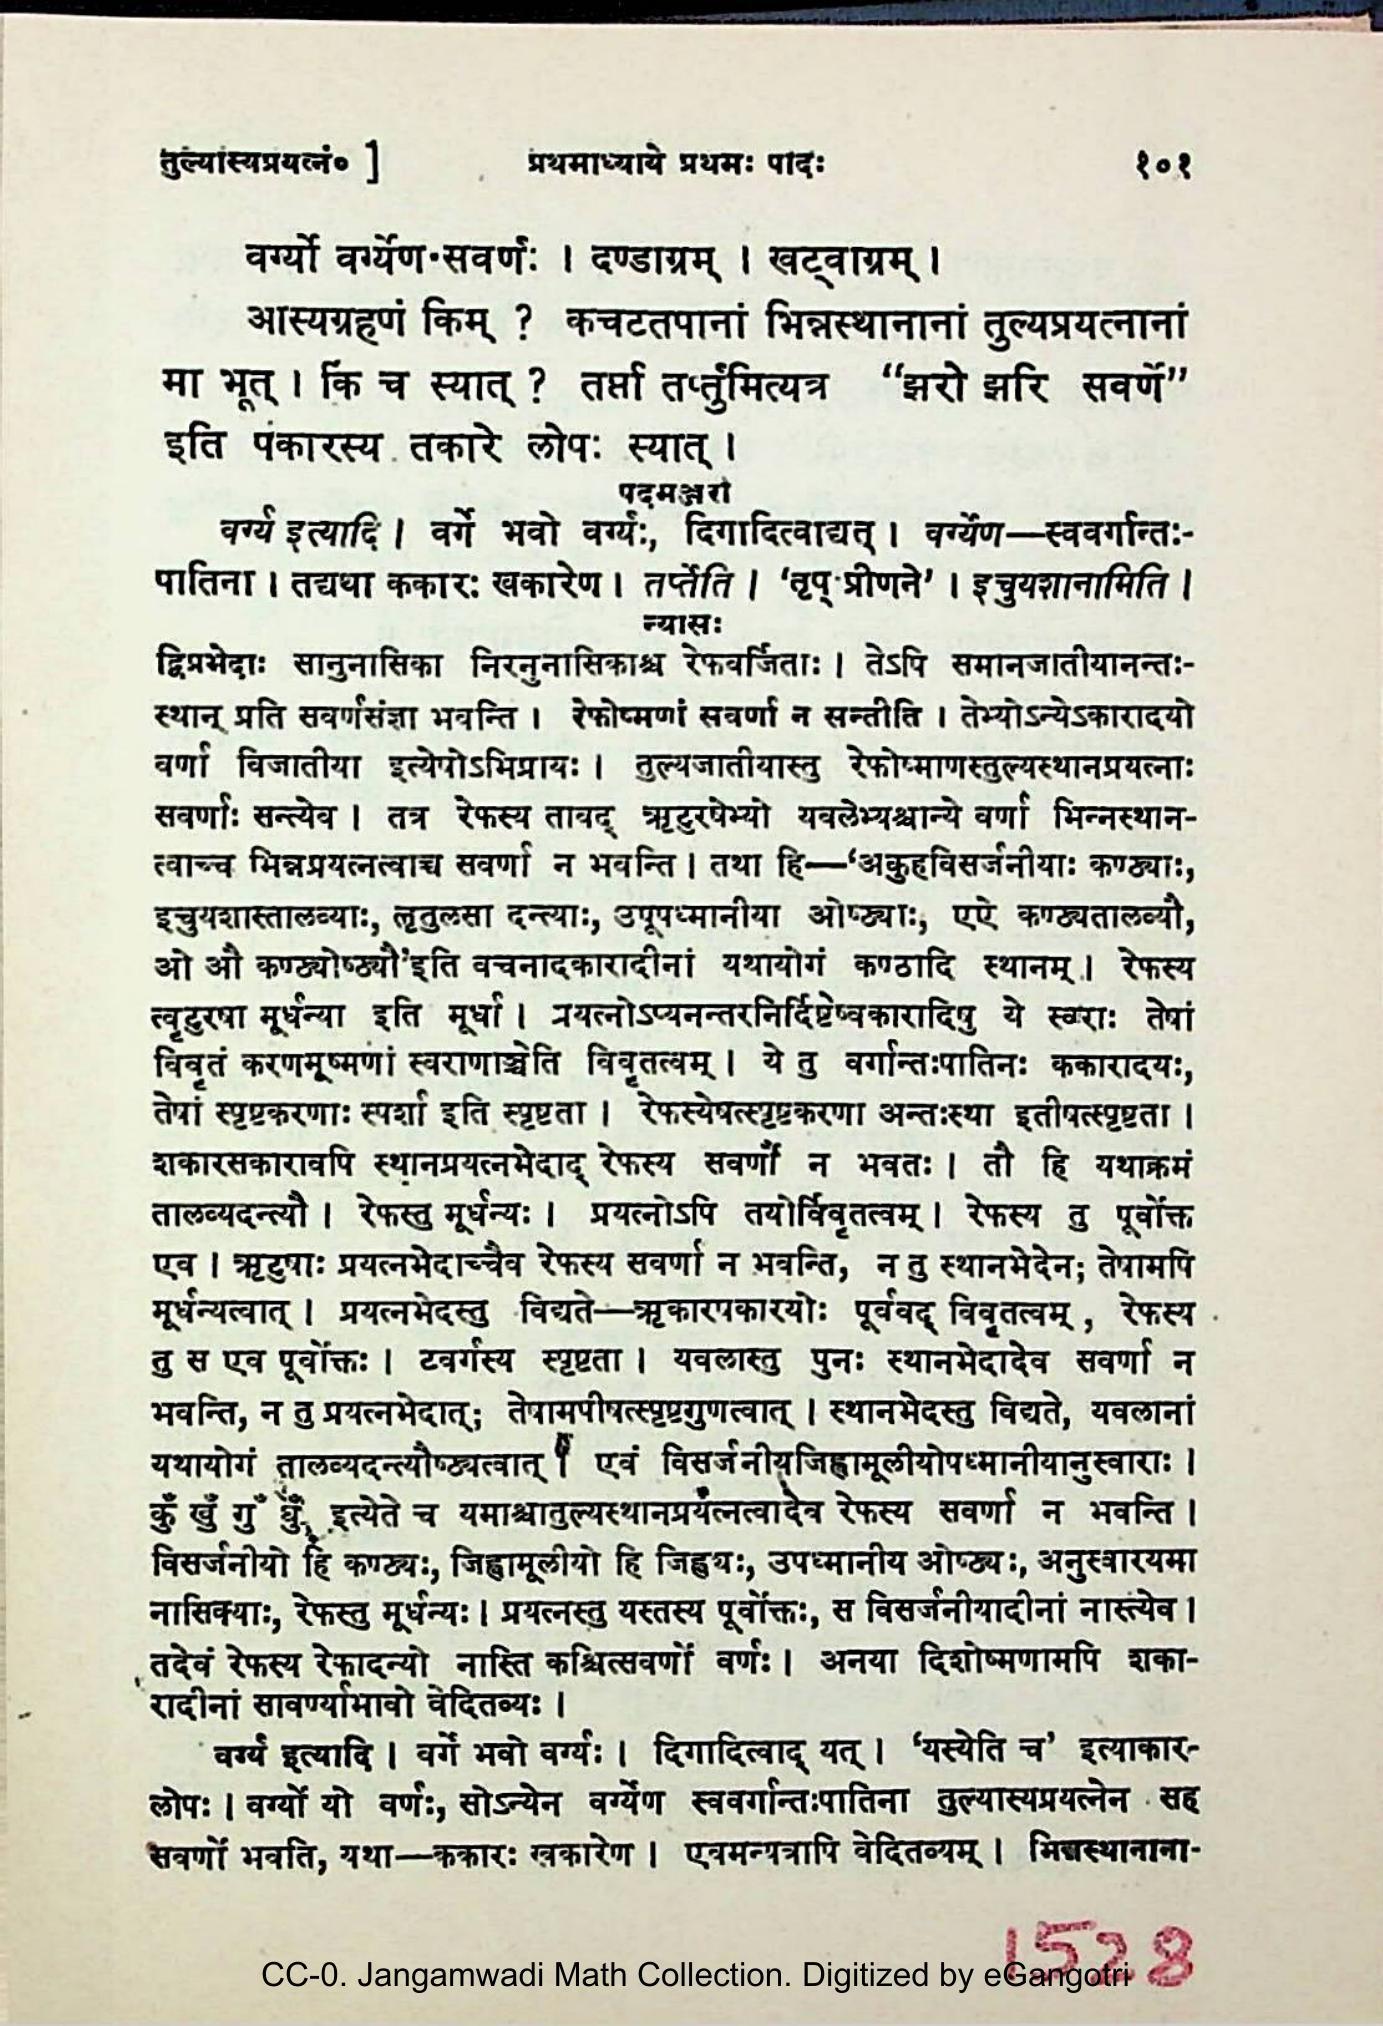 तुल्यास्यप्रयत्नं० ] प्रथमाध्याये प्रथमः पादः १०१
वर्ग्यो वर्ग्येण सवर्णः । दण्डाग्रम् । खट्वाग्रम् ।
आस्यग्रहणं किम् ? कचटतपानां भिन्नस्थानानां तुल्यप्रयत्नानां
मा भूत् । किं च स्यात् ? तर्प्ता तर्प्तुमित्यत्र “झरो झरि सवर्णे”
इति पकारस्य तकारे लोपः स्यात् ।
पदमञ्जरी
वर्ग्य इत्यादि । वर्गे भवो वर्ग्यः, दिगादित्वाद्यत् । वर्ग्येण—स्ववर्गान्तः-
पातिना । तद्यथा ककारः खकारेण । तर्प्तेति । ‘तृप् प्रीणने’ । इचुयशानामिति ।
न्यासः
द्विप्रभेदाः सानुनासिका निरनुनासिकाश्च रेफवर्जिताः । तेऽपि समानजातीयानन्तः-
स्थान् प्रति सवर्णसंज्ञा भवन्ति । रेफोष्मणां सवर्णा न सन्तीति । तेभ्योऽन्येऽकारादयो
वर्णा विजातीया इत्येषोऽभिप्रायः । तुल्यजातीयास्तु रेफोष्माणस्तुल्यस्थानप्रयत्नाः
सवर्णाः सन्त्येव । तत्र रेफस्य तावद् ऋटुरषेभ्यो यवलेभ्यश्चान्ये वर्णा भिन्नस्थान-
त्वाच्च भिन्नप्रयत्नत्वाच्च सवर्णा न भवन्ति । तथा हि—‘अकुहविसर्जनीयाः कण्ठ्याः,
इचुयशास्तालव्याः, लृतुलसा दन्त्याः, उपूपध्मानीया ओष्ठ्याः, एऐ कण्ठ्यतालव्यौ,
ओ औ कण्ठ्योष्ठ्यौ’इति वचनादकारादीनां यथायोगं कण्ठादि स्थानम् । रेफस्य
त्वृटुरषा मूर्धन्या इति मूर्धा । प्रयत्नोऽप्यनन्तरनिर्दिष्टेष्वकारादिषु ये स्वराः तेषां
विवृतं करणमूष्मणां स्वराणाञ्चेति विवृतत्वम् । ये तु वर्गान्तःपातिनः ककारादयः,
तेषां स्पृष्टकरणाः स्पर्शा इति स्पृष्टता । रेफस्येषत्स्पृष्टकरणा अन्तःस्था इतीषत्स्पृष्टता ।
शकारसकारावपि स्थानप्रयत्नभेदाद् रेफस्य सवर्णौ न भवतः । तौ हि यथाक्रमं
तालव्यदन्त्यौ । रेफस्तु मूर्धन्यः । प्रयत्नोऽपि तयोर्विवृतत्वम् । रेफस्य तु पूर्वोक्त
एव । ऋटुषाः प्रयत्नभेदाच्चैव रेफस्य सवर्णा न भवन्ति, न तु स्थानभेदेन; तेषामपि
मूर्धन्यत्वात् । प्रयत्नभेदस्तु विद्यते—ऋकारषकारयोः पूर्ववद् विवृतत्वम् , रेफस्य
तु स एव पूर्वोक्तः । टवर्गस्य स्पृष्टता । यवलास्तु पुनः स्थानभेदादेव सवर्णा न
भवन्ति, न तु प्रयत्नभेदात्; तेषामपीषत्स्पृष्टगुणत्वात् । स्थानभेदस्तु विद्यते, यवलानां
यथायोगं तालव्यदन्त्यौष्ठ्यत्वात् । एवं विसर्जनीयजिह्वामूलीयोपध्मानीयानुस्वाराः ।
कुँ खुँ गुँ घुँ इत्येते च यमाश्चातुल्यस्थानप्रयत्नत्वादेव रेफस्य सवर्णा न भवन्ति ।
विसर्जनीयो हि कण्ठ्यः, जिह्वामूलीयो हि जिह्वयः, उपध्मानीय ओष्ठ्यः, अनुस्वारयमा
नासिक्याः, रेफस्तु मूर्धन्यः । प्रयत्नस्तु यस्तस्य पूर्वोक्तः, स विसर्जनीयादीनां नास्त्येव ।
तदेवं रेफस्य रेफादन्यो नास्ति कश्चित्सवर्णो वर्णः । अनया दिशोष्मणामपि शका-
रादीनां सावर्ण्याभावो वेदितव्यः ।
वर्ग्य इत्यादि । वर्गे भवो वर्ग्यः । दिगादित्वाद् यत् । ‘यस्येति च’ इत्याकार-
लोपः । वर्ग्यो यो वर्णः, सोऽन्येन वर्ग्येण स्ववर्गान्तःपातिना तुल्यास्यप्रयत्नेन सह
सवर्णो भवति, यथा—ककारः खकारेण । एवमन्यत्रापि वेदितव्यम् । भिन्नस्थानाना-
1528
CC-0. Jangamwadi Math Collection. Digitized by eGangotri